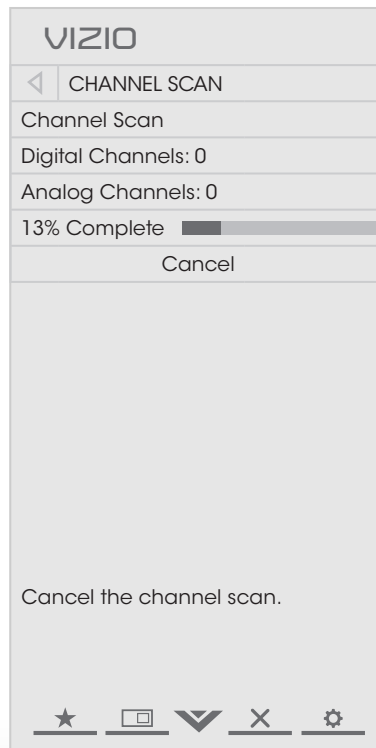 VIZIO
CHANNEL SCAN
Channel Scan
Digital Channels: 0
Analog Channels: 0
13% Complete
Cancel
Cancel the channel scan.